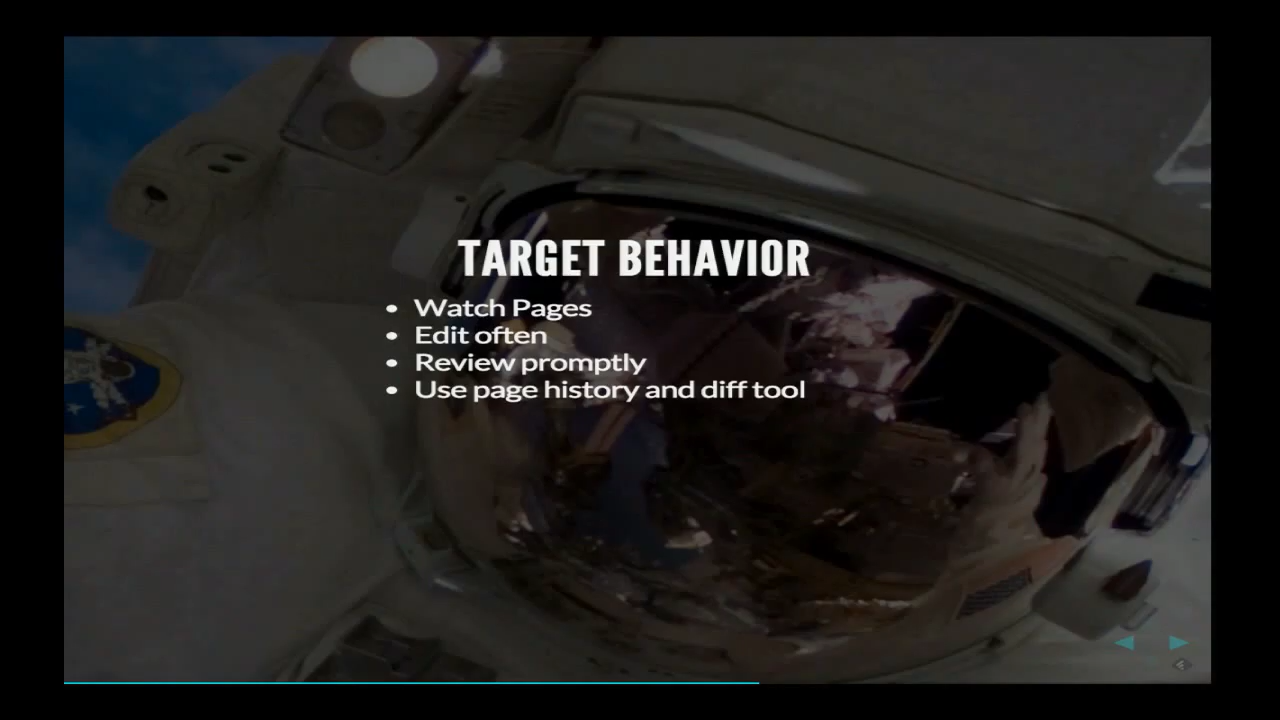 TARGET BEHAVIOR
• Watch Pages
• Edit often
• Review promptly
• Use page history and diff tool